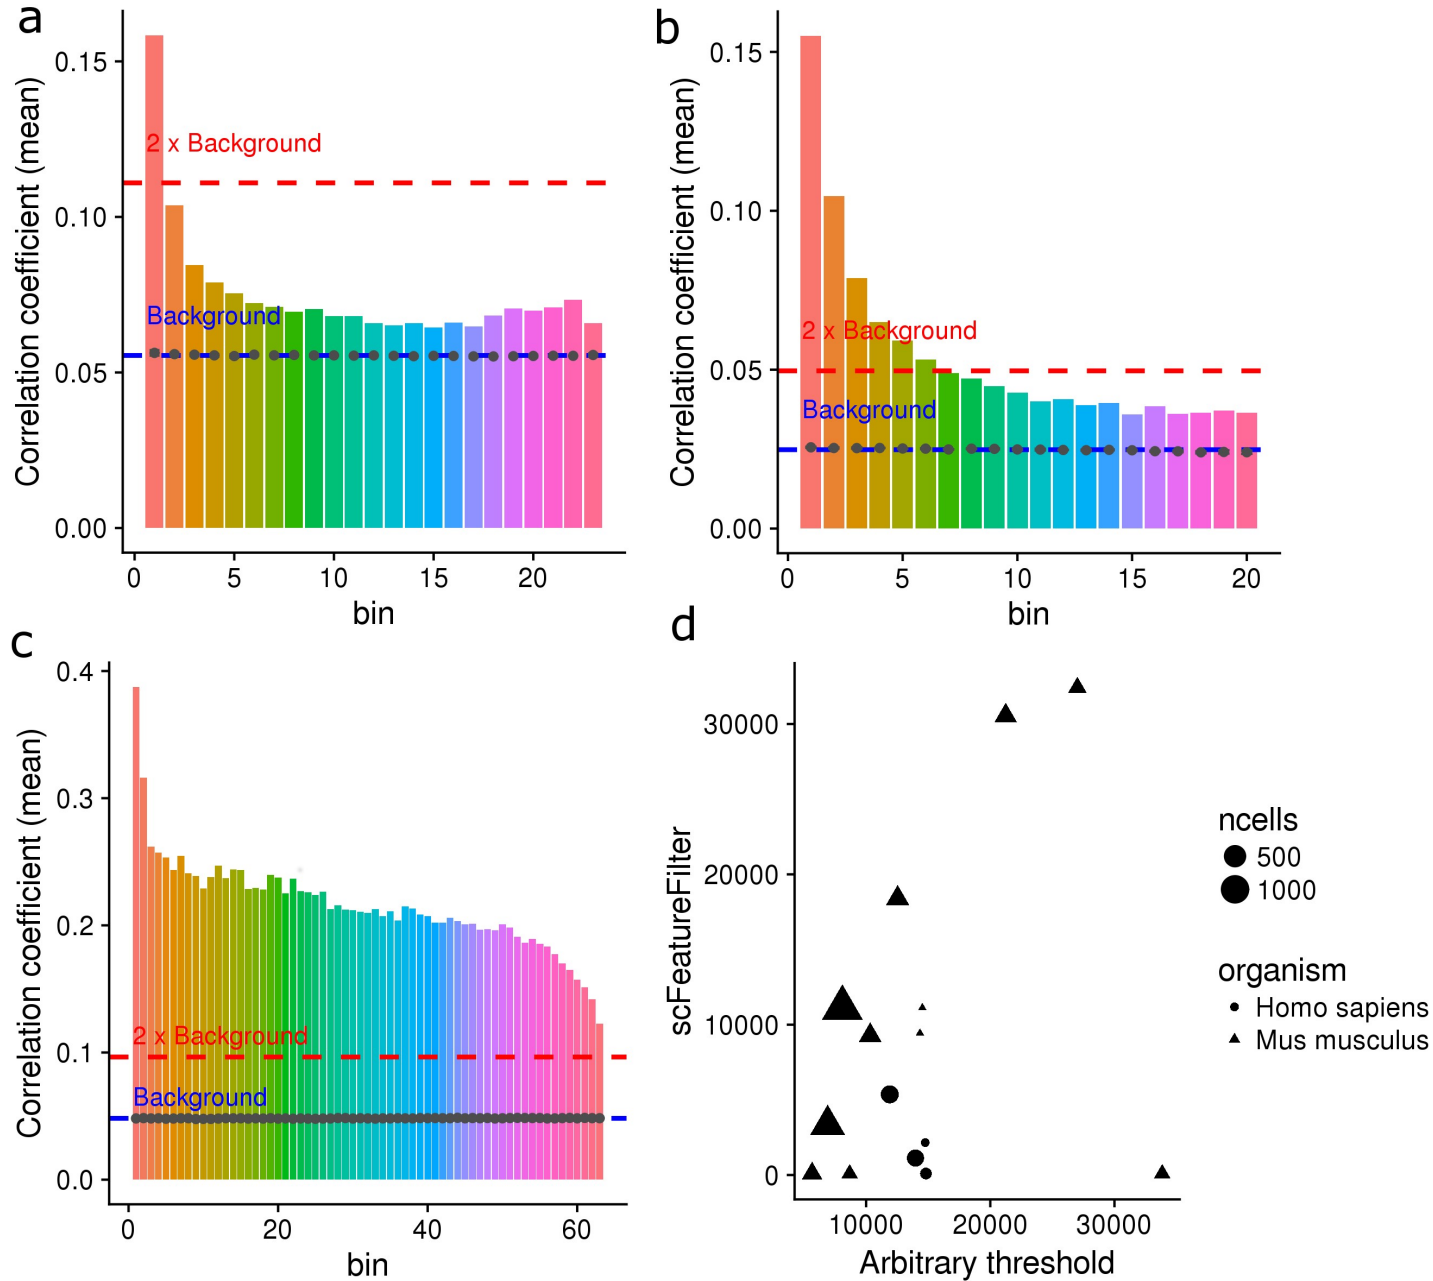 a
Correlation coefficient (mean)
0.15
0.10
0.05
0.00
2 x Background
Background
0
5
10
15
20
bin
b
Correlation coefficient (mean)
0.15
0.10
0.05
0.00
2 x Background
Background
0
5
10
15
20
bin
c
Correlation coefficient (mean)
0.4
0.3
0.2
0.1
0.0
2 x Background
Background
0
20
40
60
bin
d
scFeatureFilter
30000
20000
10000
0
10000
20000
30000
Arbitrary threshold
ncells
500
1000
organism
Homo sapiens
Mus musculus